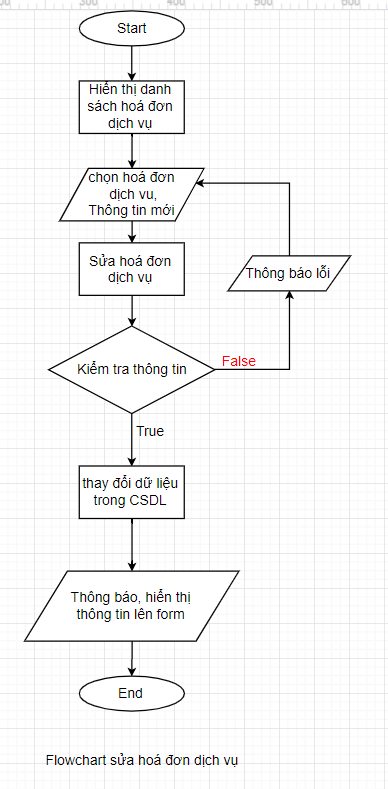 Start
Hiển thị danh
sách hoá đơn
dịch vụ
chọn hoá đơn
dịch vụ,
Thông tin mới
Sửa hoá đơn
dịch vụ
Thông báo lỗi
Kiểm tra thông tin
False
True
thay đổi dữ liệu
trong CSDL
Thông báo, hiển thị
thông tin lên form
End
Flowchart sửa hoá đơn dịch vụ